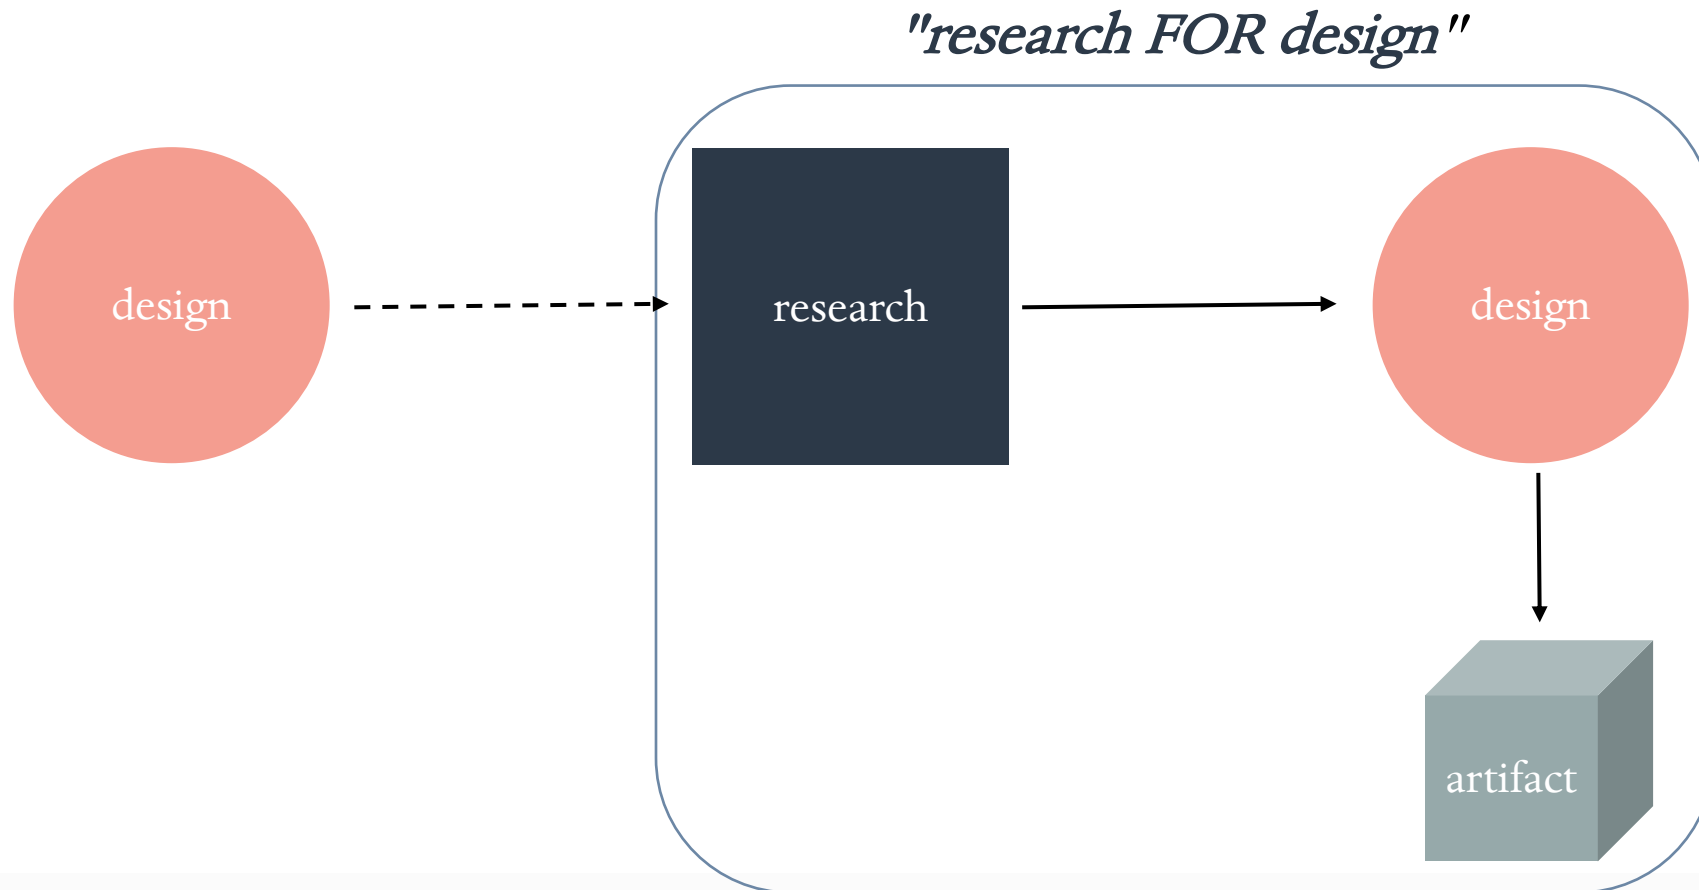 "research FOR design"
design
research
design
artifact